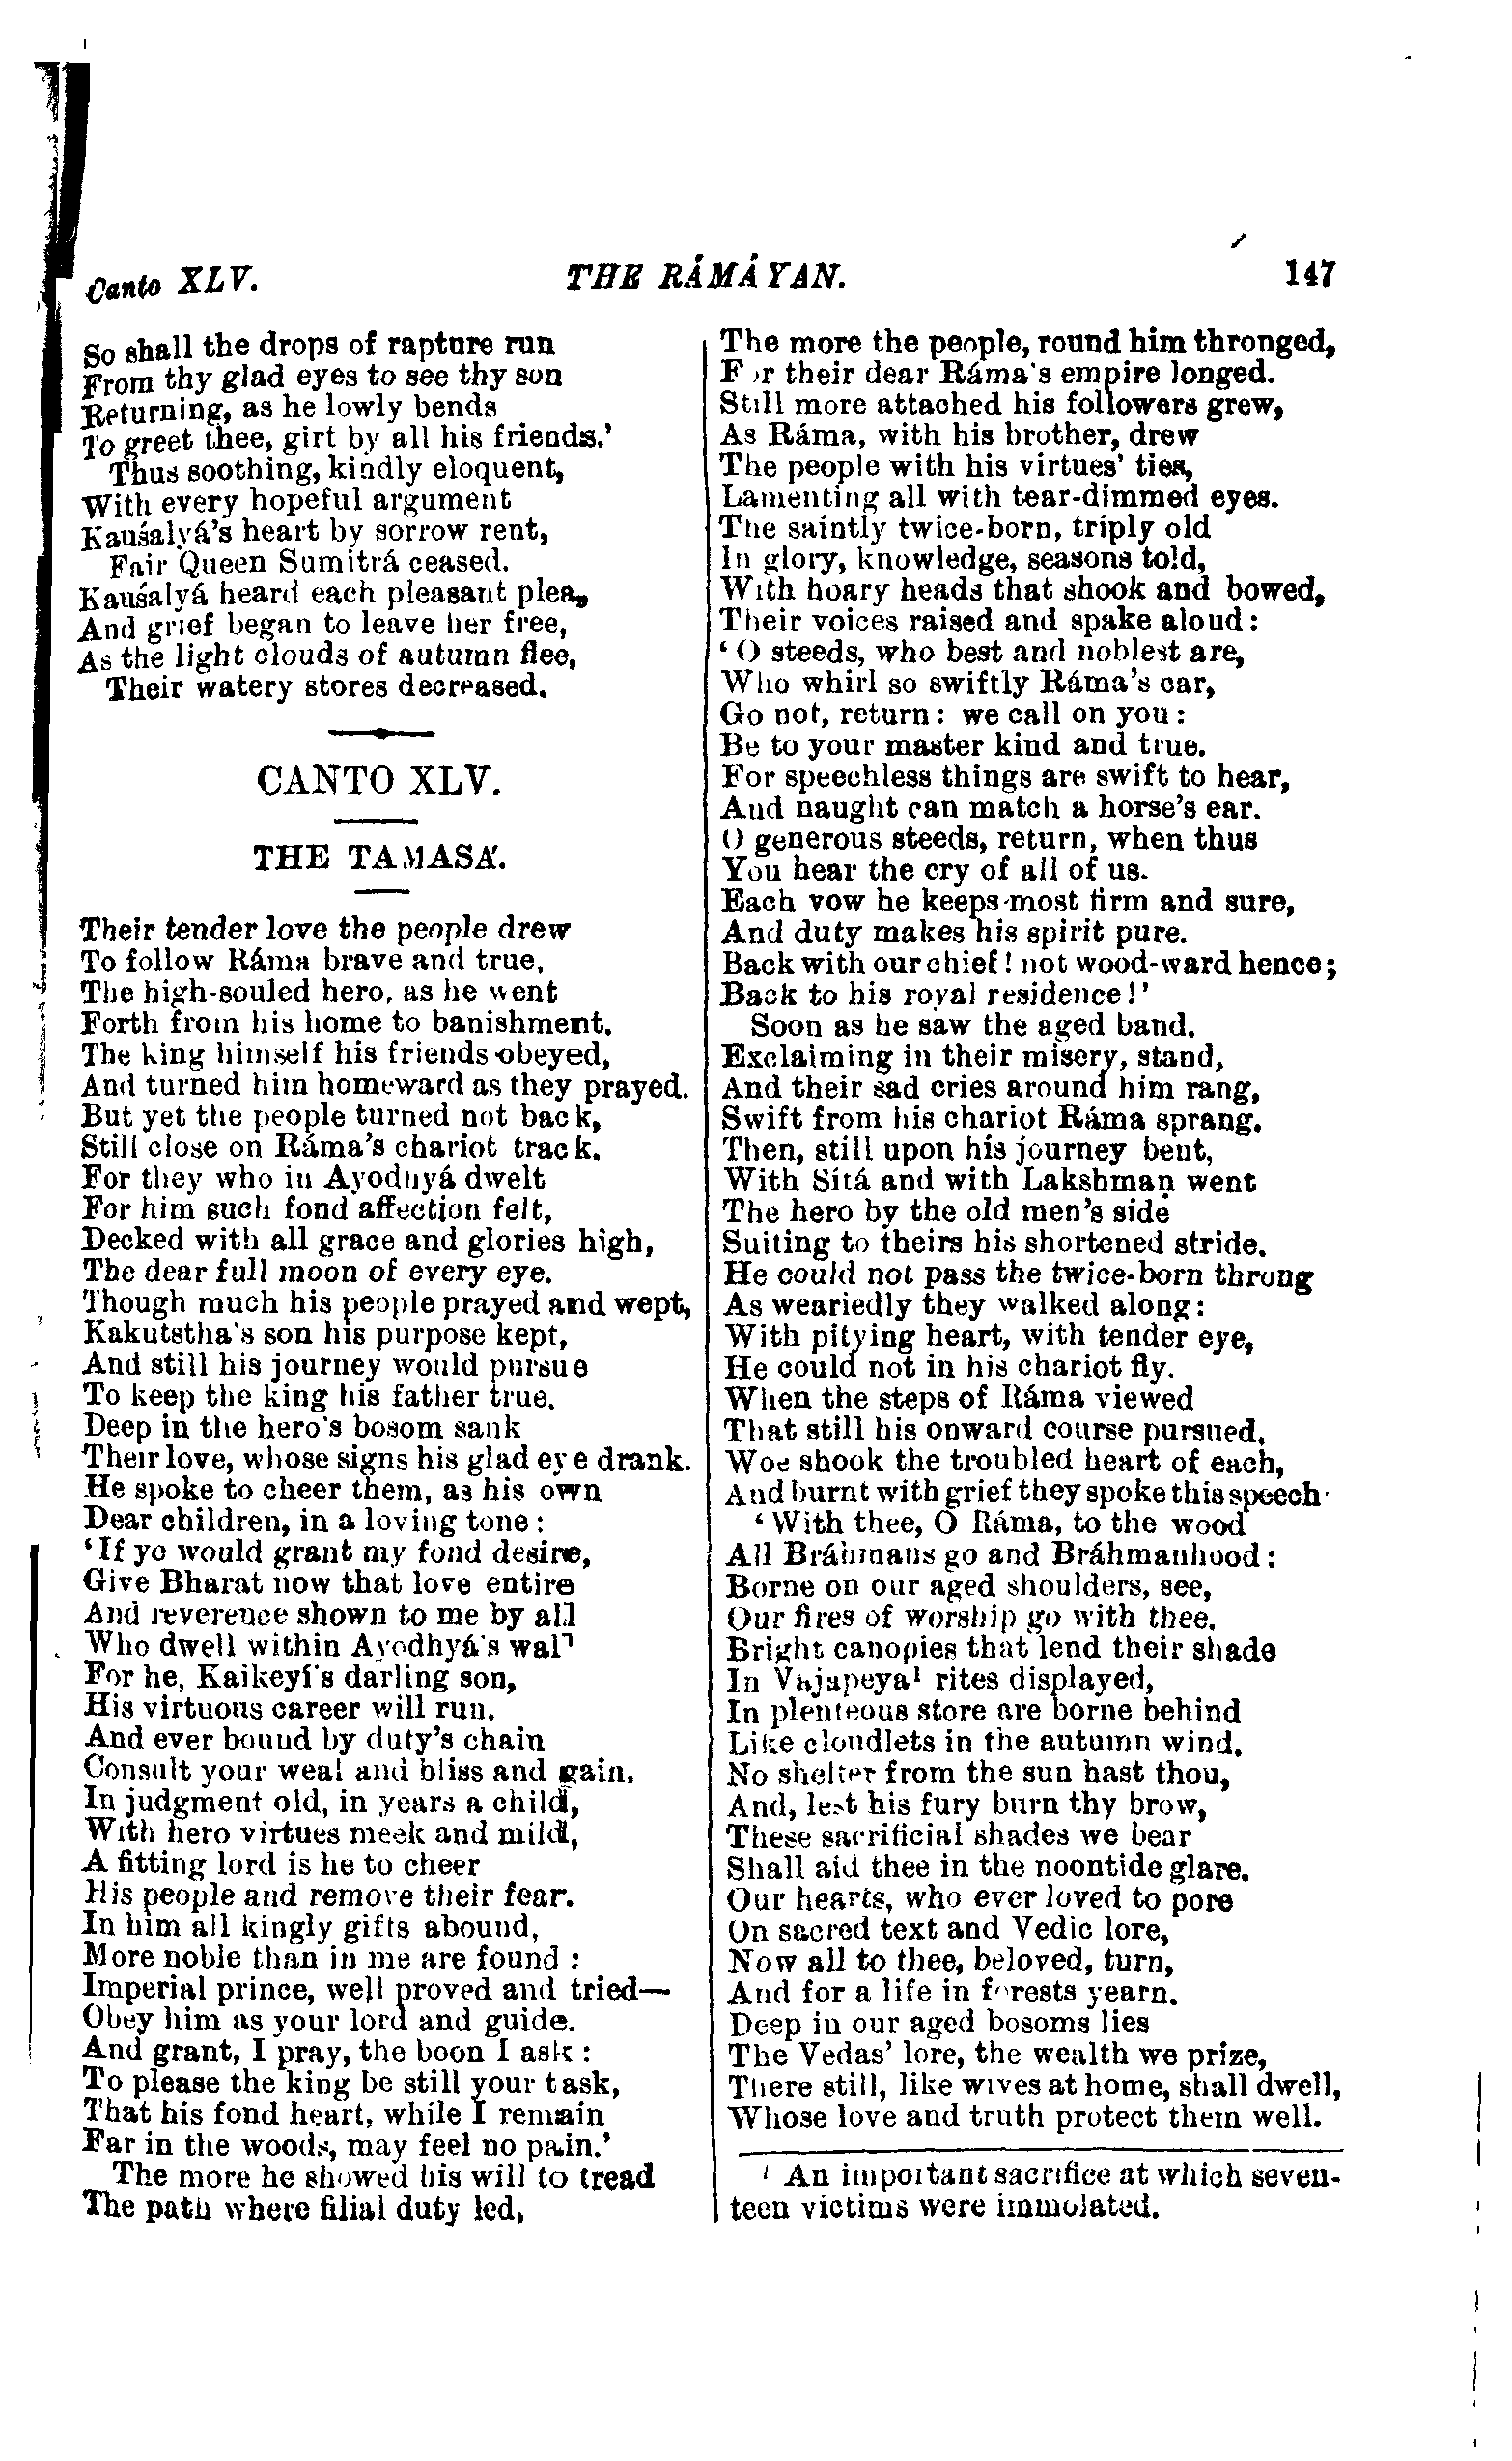 Canto XLV.
THE RÁMÁYAN.
147
So shall the drops of rapture run
From thy glad eyes to see thy son
Returning, as he lowly bends
To greet thee, girt by all his friends.'
Thus soothing, kindly eloquent,
With every hopeful argument
Kauśalyá's heart by sorrow rent,
Fair Queen Sumitrá ceased.
Kauśalyá heard each pleasant plea,
And grief began to leave her free,
As the light clouds of autumn flee,
Their watery stores decreased.
CANTO XLV.
THE TAMASÁ.
Their tender love the people drew
To follow Ráma brave and true,
The high-souled hero, as he went
Forth from his home to banishment.
The king himself his friends obeyed,
And turned him homeward as they prayed.
But yet the people turned not back,
Still close on Ráma's chariot track.
For they who in Ayodhyá dwelt
For him such fond affection felt,
Decked with all grace and glories high,
The dear full moon of every eye.
Though much his people prayed and wept,
Kakutstha's son his purpose kept,
And still his journey would pursue
To keep the king his father true.
Deep in the hero's bosom sank
Their love, whose signs his glad eye drank.
He spoke to cheer them, as his own
Dear children, in a loving tone:
'If ye would grant my fond desire,
Give Bharat now that love entire
And reverence shown to me by all
Who dwell within Ayodhyá's wall
For he, Kaikeyí's darling son,
His virtuous career will run,
And ever bound by duty's chain
Consult your weal and bliss and gain.
In judgment old, in years a child,
With hero virtues meek and mild,
A fitting lord is he to cheer
His people and remove their fear.
In him all kingly gifts abound,
More noble than in me are found:
Imperial prince, well proved and tried—
Obey him as your lord and guide.
And grant, I pray, the boon I ask:
To please the king be still your task,
That his fond heart, while I remain
Far in the woods, may feel no pain.'
The more he showed his will to tread
The path where filial duty led,
The more the people, round him thronged,
For their dear Ráma's empire longed.
Still more attached his followers grew,
As Ráma, with his brother, drew
The people with his virtues' ties,
Lamenting all with tear-dimmed eyes.
The saintly twice-born, triply old
In glory, knowledge, seasons told,
With hoary heads that shook and bowed,
Their voices raised and spake aloud:
'O steeds, who best and noblest are,
Who whirl so swiftly Ráma's car,
Go not, return: we call on you:
Be to your master kind and true.
For speechless things are swift to hear,
And naught can match a horse's ear.
O generous steeds, return, when thus
You hear the cry of all of us.
Each vow he keeps most firm and sure,
And duty makes his spirit pure.
Back with our chief! not wood-ward hence;
Back to his royal residence!'
Soon as he saw the aged band,
Exclaiming in their misery, stand,
And their sad cries around him rang,
Swift from his chariot Ráma sprang.
Then, still upon his journey bent,
With Sítá and with Lakshmaṇ went
The hero by the old men's side
Suiting to theirs his shortened stride.
He could not pass the twice-born throng
As weariedly they walked along:
With pitying heart, with tender eye,
He could not in his chariot fly.
When the steps of Ráma viewed
That still his onward course pursued,
Woe shook the troubled heart of each,
And burnt with grief they spoke this speech
'With thee, O Ráma, to the wood
All Bráhmans go and Bráhmanhood:
Borne on our aged shoulders, see,
Our fires of worship go with thee.
Bright canopies that lend their shade
In Vajapeya¹ rites displayed,
In plenteous store are borne behind
Like cloudlets in the autumn wind.
No shelter from the sun hast thou,
And, lest his fury burn thy brow,
These sacrificial shades we bear
Shall aid thee in the noontide glare.
Our hearts, who ever loved to pore
On sacred text and Vedic lore,
Now all to thee, beloved, turn,
And for a life in forests yearn.
Deep in our aged bosoms lies
The Vedas' lore, the wealth we prize,
There still, like wives at home, shall dwell,
Whose love and truth protect them well.
¹ An important sacrifice at which seven-
teen victims were immolated.